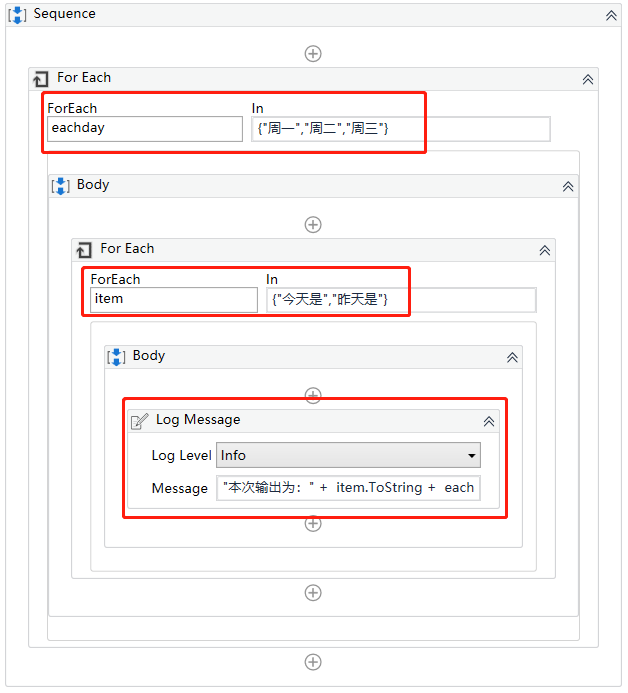 Sequence
For Each
ForEach
In
eachday
{"周一","周二","周三"}
Body
For Each
ForEach
In
item
{"今天是","昨天是"}
Body
Log Message
Log Level
Info
Message
"本次输出为：" + item.ToString + each